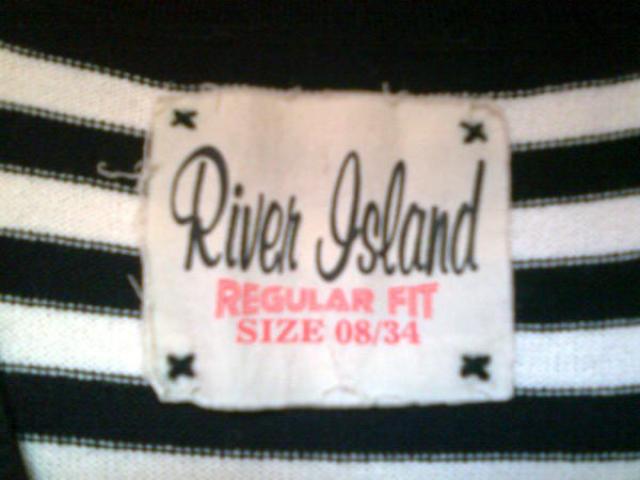 River Island
REGULAR FIT
SIZE 08/34